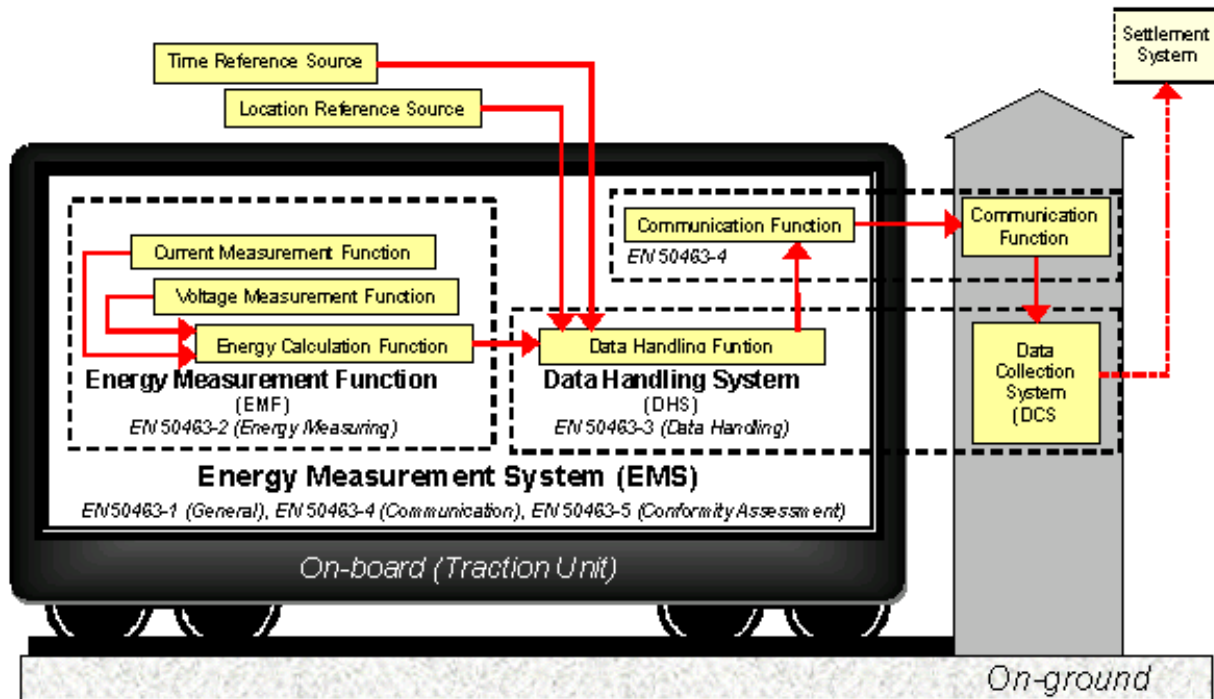 Settlement
System
Time Reference Source
Location Reference Source
Communication Function
EN 50463-4
Communication
Function
Current Measurement Function
Voltage Measurement Function
Energy Calculation Function
Data Handling Funtion
Energy Measurement Function
(EMF)
EN 50463-2 (Energy Measuring)
Data Handling System
(DHS)
EN 50463-3 (Data Handling)
Data
Collection
System
(DCS
Energy Measurement System (EMS)
EN 50463-1 (General), EN 50463-4 (Communication), EN 50463-5 (Conformity Assessment)
On-board (Traction Unit)
On-ground